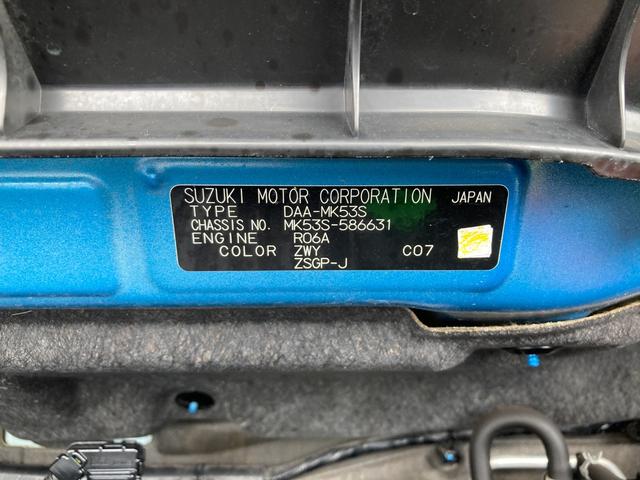 SUZUKI MOTOR CORPORATION JAPAN
TYPE DAA-MK53S
CHASSIS NO. MK53S-586631
ENGINE R06A
COLOR ZWY C07
ZSGP-J